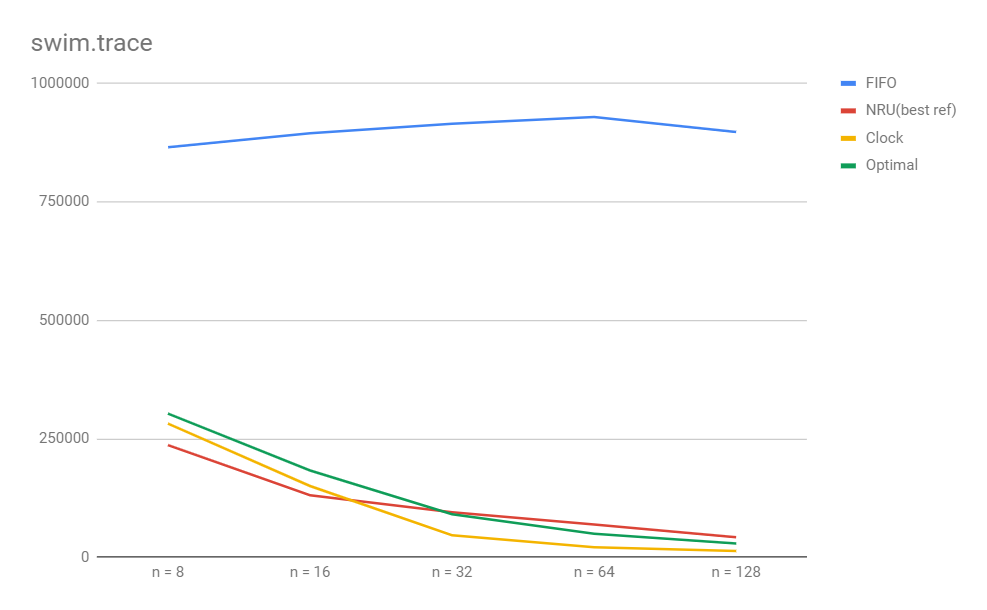 swim.trace
1000000
750000
500000
250000
0
n = 8
n = 16
n = 32
n = 64
n = 128
FIFO
NRU(best ref)
Clock
Optimal